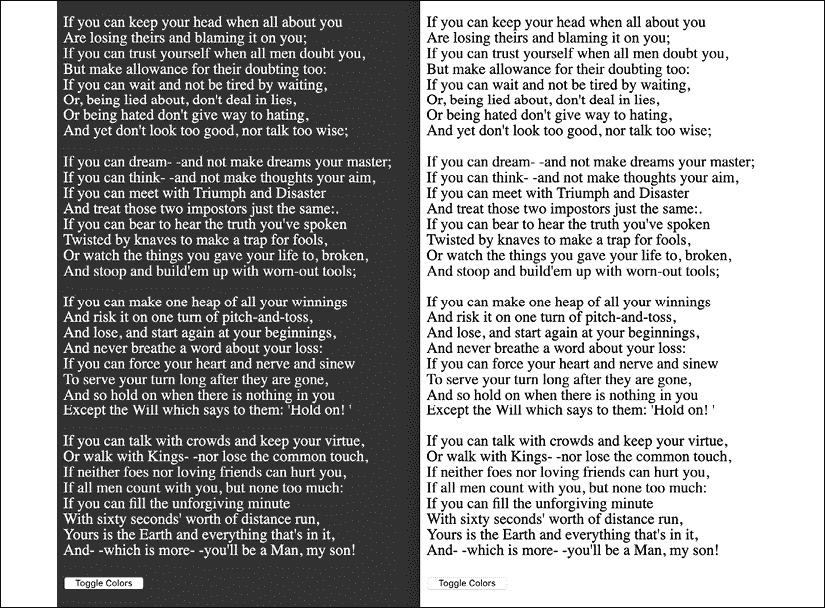 If you can keep your head when all about you
Are losing theirs and blaming it on you;
If you can trust yourself when all men doubt you,
But make allowance for their doubting too:
If you can wait and not be tired by waiting,
Or, being lied about, don't deal in lies,
Or being hated don't give way to hating,
And yet don't look too good, nor talk too wise;

If you can dream- -and not make dreams your master;
If you can think- -and not make thoughts your aim,
If you can meet with Triumph and Disaster
And treat those two impostors just the same:.
If you can bear to hear the truth you've spoken
Twisted by knaves to make a trap for fools,
Or watch the things you gave your life to, broken,
And stoop and build'em up with worn-out tools;

If you can make one heap of all your winnings
And risk it on one turn of pitch-and-toss,
And lose, and start again at your beginnings,
And never breathe a word about your loss:
If you can force your heart and nerve and sinew
To serve your turn long after they are gone,
And so hold on when there is nothing in you
Except the Will which says to them: 'Hold on! '

If you can talk with crowds and keep your virtue,
Or walk with Kings- -nor lose the common touch,
If neither foes nor loving friends can hurt you,
If all men count with you, but none too much:
If you can fill the unforgiving minute
With sixty seconds' worth of distance run,
Yours is the Earth and everything that's in it,
And- -which is more- -you'll be a Man, my son!

Toggle Colors

If you can keep your head when all about you
Are losing theirs and blaming it on you;
If you can trust yourself when all men doubt you,
But make allowance for their doubting too:
If you can wait and not be tired by waiting,
Or, being lied about, don't deal in lies,
Or being hated don't give way to hating,
And yet don't look too good, nor talk too wise;

If you can dream- -and not make dreams your master;
If you can think- -and not make thoughts your aim,
If you can meet with Triumph and Disaster
And treat those two impostors just the same:.
If you can bear to hear the truth you've spoken
Twisted by knaves to make a trap for fools,
Or watch the things you gave your life to, broken,
And stoop and build'em up with worn-out tools;

If you can make one heap of all your winnings
And risk it on one turn of pitch-and-toss,
And lose, and start again at your beginnings,
And never breathe a word about your loss:
If you can force your heart and nerve and sinew
To serve your turn long after they are gone,
And so hold on when there is nothing in you
Except the Will which says to them: 'Hold on! '

If you can talk with crowds and keep your virtue,
Or walk with Kings- -nor lose the common touch,
If neither foes nor loving friends can hurt you,
If all men count with you, but none too much:
If you can fill the unforgiving minute
With sixty seconds' worth of distance run,
Yours is the Earth and everything that's in it,
And- -which is more- -you'll be a Man, my son!

Toggle Colors